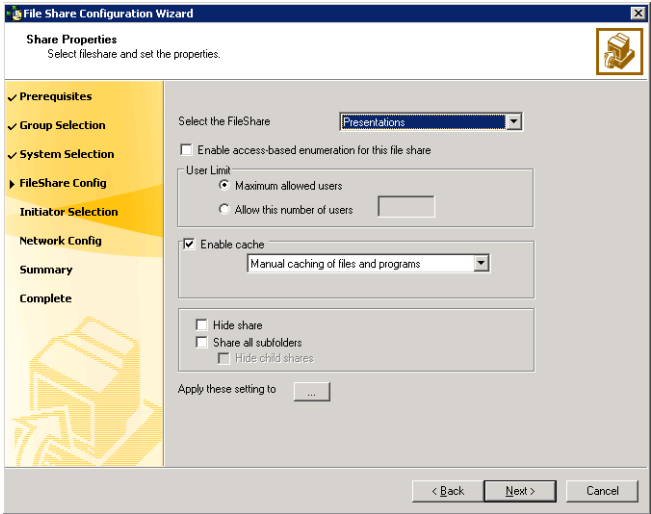 File Share Configuration Wizard
Share Properties
Select fileshare and set the properties.
Prerequisites
Group Selection
System Selection
FileShare Config
Initiator Selection
Network Config
Summary
Complete
Select the FileShare
Presentations
Enable access-based enumeration for this file share
User Limit
Maximum allowed users
Allow this number of users
Enable cache
Manual caching of files and programs
Hide share
Share all subfolders
Hide child shares
Apply these setting to ...
< Back Next > Cancel